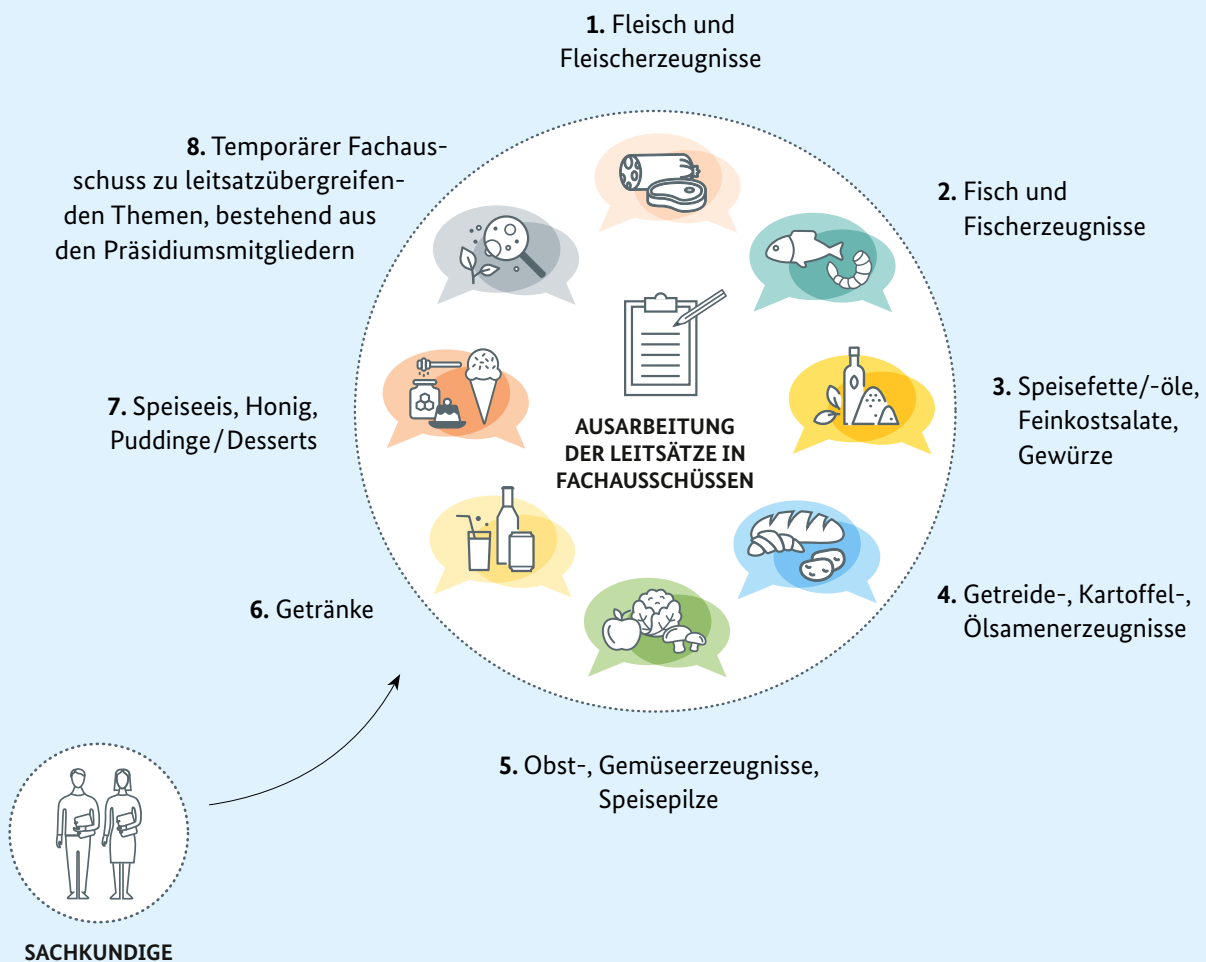 1. Fleisch und
Fleischerzeugnisse
2. Fisch und
Fischerzeugnisse
3. Speisefette/-öle,
Feinkostsalate,
Gewürze
4. Getreide-, Kartoffel-,
Ölsamenerzeugnisse
5. Obst-, Gemüseerzeugnisse,
Speisepilze
6. Getränke
7. Speiseeis, Honig,
Puddinge/Desserts
8. Temporärer Fachaus-
schuss zu leitsatzübergreifen-
den Themen, bestehend aus
den Präsidiumsmitgliedern
AUSARBEITUNG
DER LEITSÄTZE IN
FACHAUSSCHÜSSEN
SACHKUNDIGE